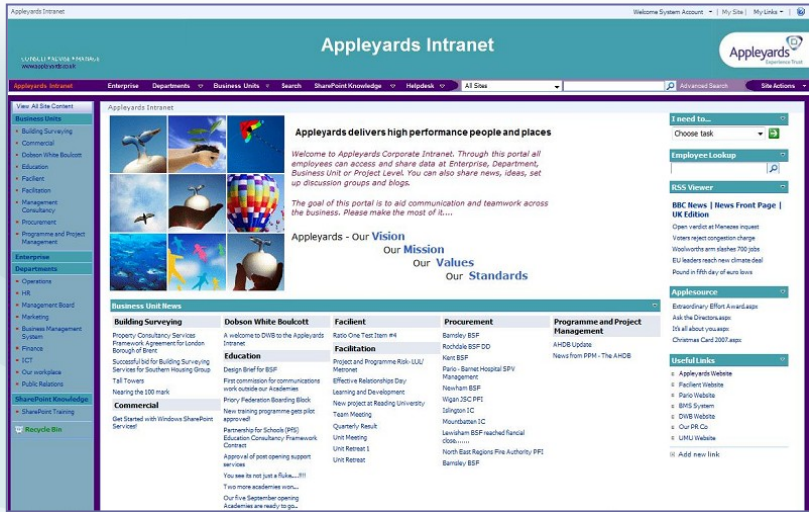 Appleyards Intranet
Welcome System Account | My Site | My Links |
Appleyards Intranet
www.appleyards.co.uk
Appleyards
Experience Trust
Appleyards Intranet Enterprise Departments Business Units Search SharePoint Knowledge Helpdesk All Sites Advanced Search Site Actions
View All Site Content
Business Units
Building Surveying
Commercial
Dobson White Boulcott
Education
Facilient
Facilitation
Management
Consultancy
Procurement
Programme and Project
Management
Enterprise
Departments
Operations
HR
Management Board
Marketing
Business Management
System
Finance
ICT
Our workplace
Public Relations
SharePoint Knowledge
SharePoint Training
Recycle Bin
Appleyards Intranet
Appleyards delivers high performance people and places
Welcome to Appleyards Corporate Intranet. Through this portal all
employees can access and share data at Enterprise, Department,
Business Unit or Project Level. You can also share news, ideas, set
up discussion groups and blogs.
The goal of this portal is to aid communication and teamwork across
the business. Please make the most of it....
Appleyards - Our Vision
Our Mission
Our Values
Our Standards
Business Unit News
Building Surveying
Property Consultancy Services
Framework Agreement for London
Borough of Brent
Successful bid for Building Surveying
Services for Southern Housing Group
Tall Towers
Nearing the 100 mark
Commercial
Get Started with Windows SharePoint
Services!
Dobson White Boulcott
A welcome to DWB to the Appleyards
Intranet
Education
Design Brief for BSF
First commission for communications
work outside our Academies
Priory Federation Boarding Block
New training programme gets pilot
approved!
Partnership for Schools (PfS)
Education Consultancy Framework
Contract
Approval of post opening support
services
You see its not just a fluke....!!!!
Two more academies won...
Our five September opening
Academies are ready to go..
Facilient
Ratio One Test Item #4
Facilitation
Project and Programme Risk- LUL/
Metronet
Effective Relationships Day
Learning and Development
New project at Reading University
Team Meeting
Quarterly Result
Unit Meeting
Unit Retreat 1
Unit Retreat
Procurement
Barnsley BSF
Rochdale BSF DD
Kent BSF
Pario - Barnet Hospital SPV
Management
Newham BSF
Wigan JSC PFI
Islington IC
Mountbatten IC
Lewisham BSF reached fiancial
close.......
North East Regions Fire Authority PFI
Barnsley BSF
Programme and Project
Management
AHDB Update
News from PPM - The AHDB
I need to...
Choose task
Employee Lookup
RSS Viewer
BBC News | News Front Page |
UK Edition
Open verdict at Menezes inquest
Voters reject congestion charge
Woolworths arm slashes 700 jobs
EU leaders reach new climate deal
Pound in fifth day of euro lows
Applesource
Extraordinary Effort Award.aspx
Ask the Directors.aspx
It's all about you.aspx
Christmas Card 2007.aspx
Useful Links
Appleyards Website
Facilient Website
Pario Website
BMS System
DWB Website
Our PR Co
UMU Website
Add new link